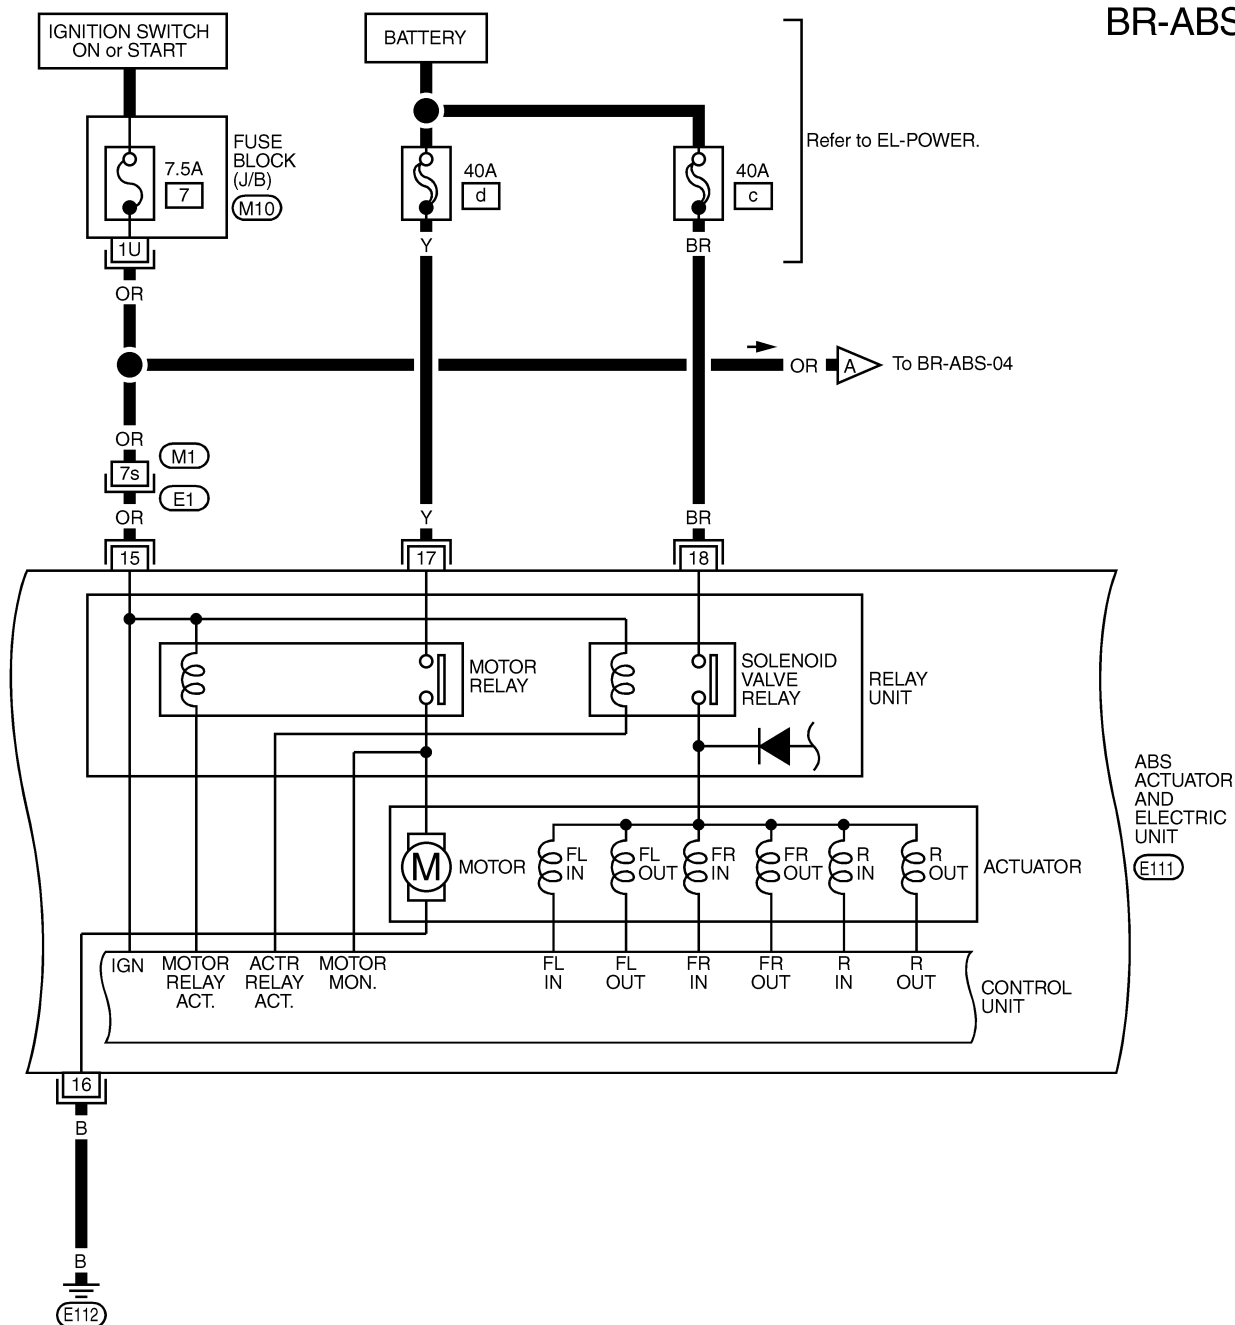 BR-ABS
IGNITION SWITCH
ON or START
BATTERY
Refer to EL-POWER.
7.5A
7
FUSE
BLOCK
(J/B)
M10
40A
d
40A
c
1U
Y
BR
OR
OR
A
To BR-ABS-04
OR
M1
7s
E1
OR
Y
BR
15
17
18
MOTOR
RELAY
SOLENOID
VALVE
RELAY
RELAY
UNIT
ABS
ACTUATOR
AND
ELECTRIC
UNIT
E111
M
MOTOR
FL
IN
FL
OUT
FR
IN
FR
OUT
R
IN
R
OUT
ACTUATOR
IGN
MOTOR
RELAY
ACT.
ACTR
RELAY
ACT.
MOTOR
MON.
FL
IN
FL
OUT
FR
IN
FR
OUT
R
IN
R
OUT
CONTROL
UNIT
16
B
B
E112